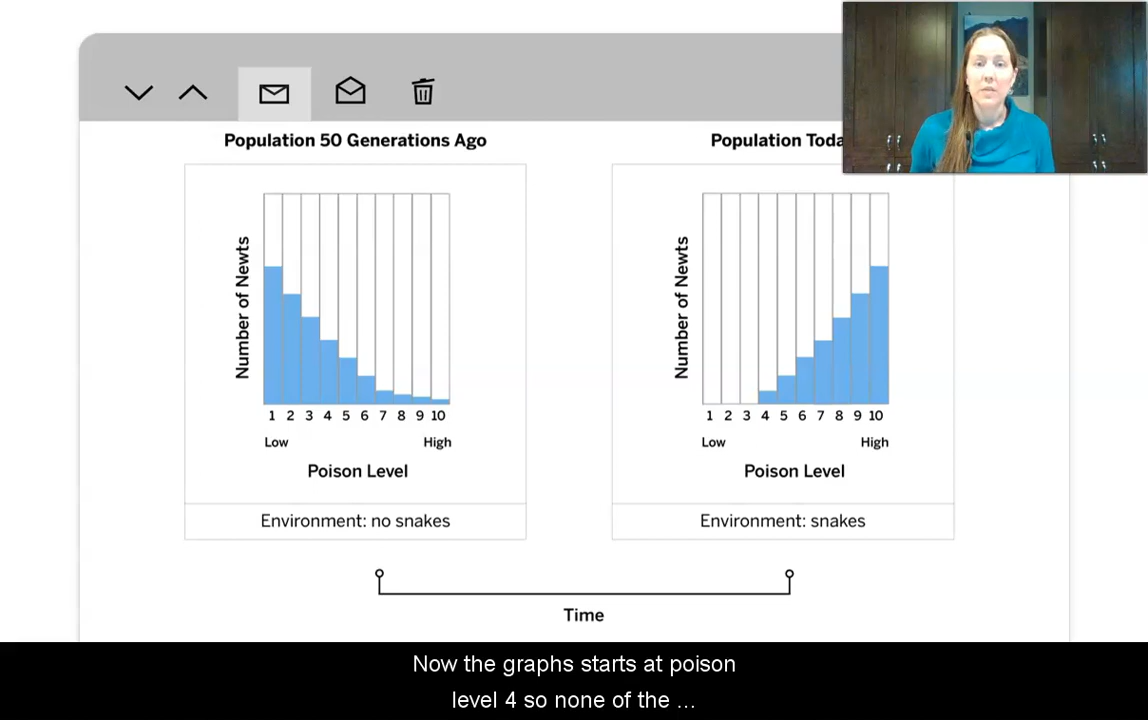 Population 50 Generations Ago
Number of Newts
1 2 3 4 5 6 7 8 9 10
Low High
Poison Level
Environment: no snakes
Population Toda
Number of Newts
1 2 3 4 5 6 7 8 9 10
Low High
Poison Level
Environment: snakes
Time
Now the graphs starts at poison
level 4 so none of the ...